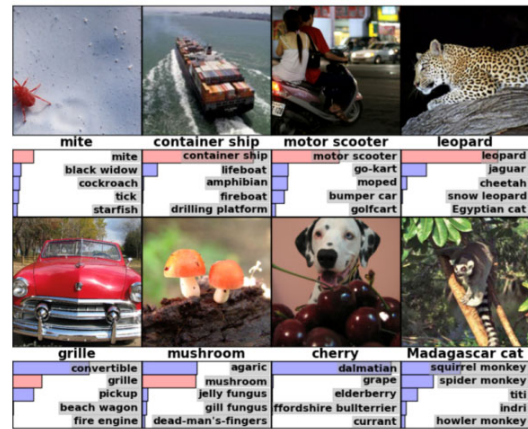 mite
container ship
motor scooter
leopard
mite
black widow
cockroach
tick
starfish
container ship
lifeboat
amphibian
fireboat
drilling platform
motor scooter
go-kart
moped
bumper car
golfcart
leopard
jaguar
cheetah
snow leopard
Egyptian cat
grille
mushroom
cherry
Madagascar cat
convertible
grille
pickup
beach wagon
fire engine
agaric
mushroom
jelly fungus
gill fungus
dead-man's-fingers
dalmatian
grape
elderberry
ffordshire bullterrier
currant
squirrel monkey
spider monkey
titi
indri
howler monkey